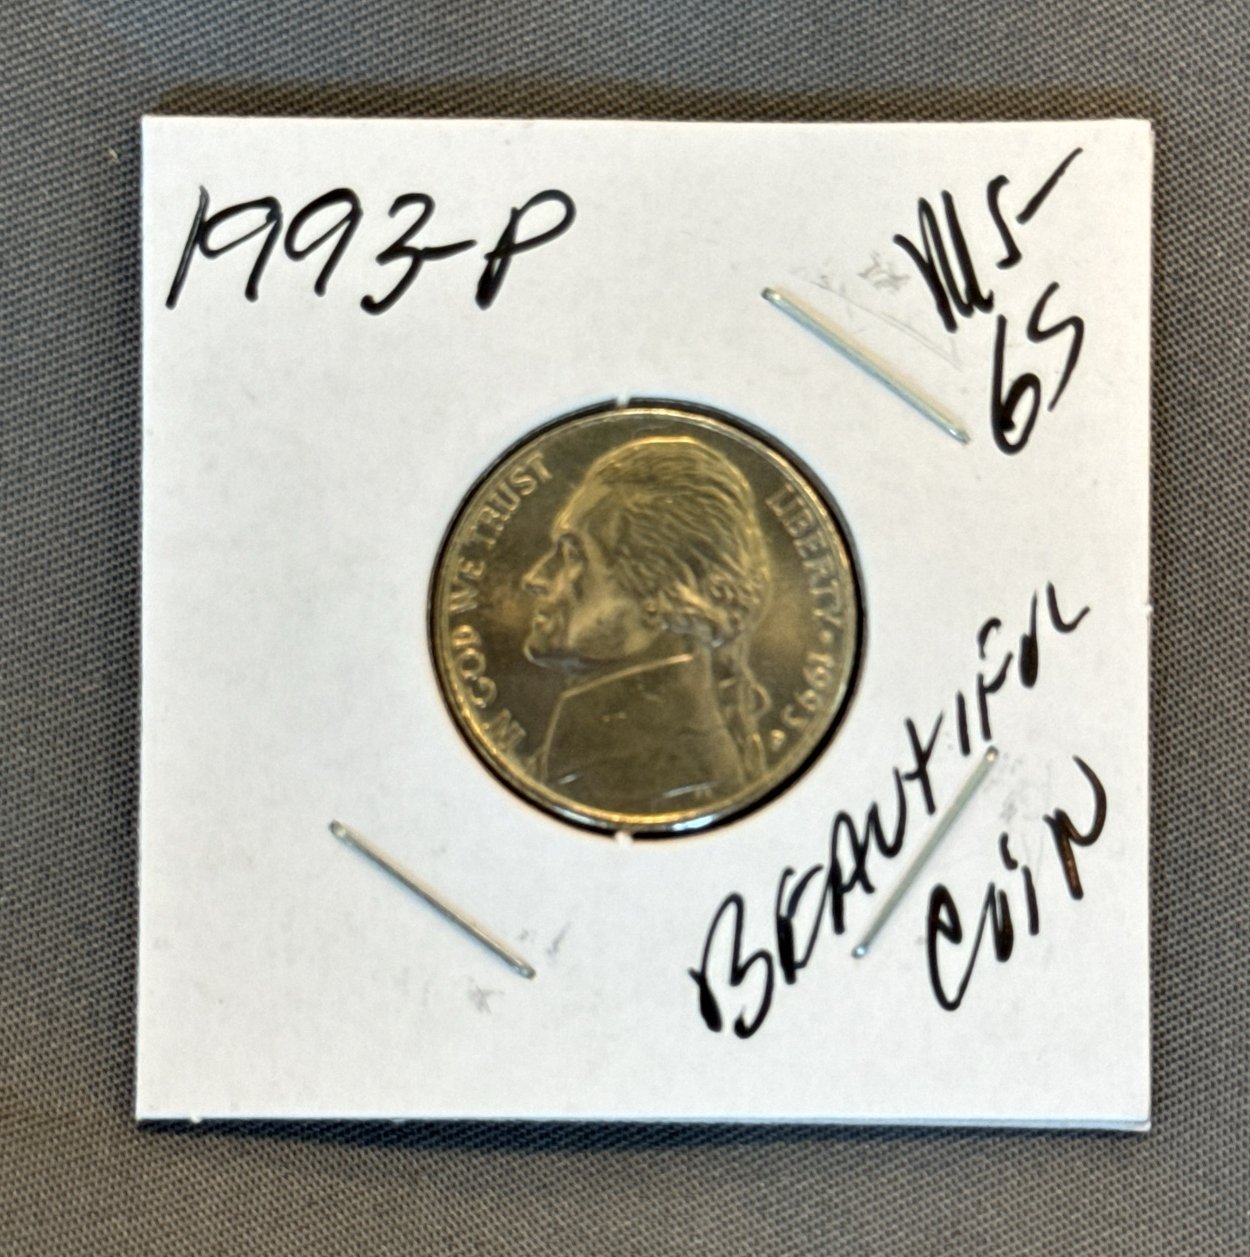 1993-P
MS-
65
IN GOD WE TRUST
LIBERTY • 1993
P
BEAUTIFUL
COIN